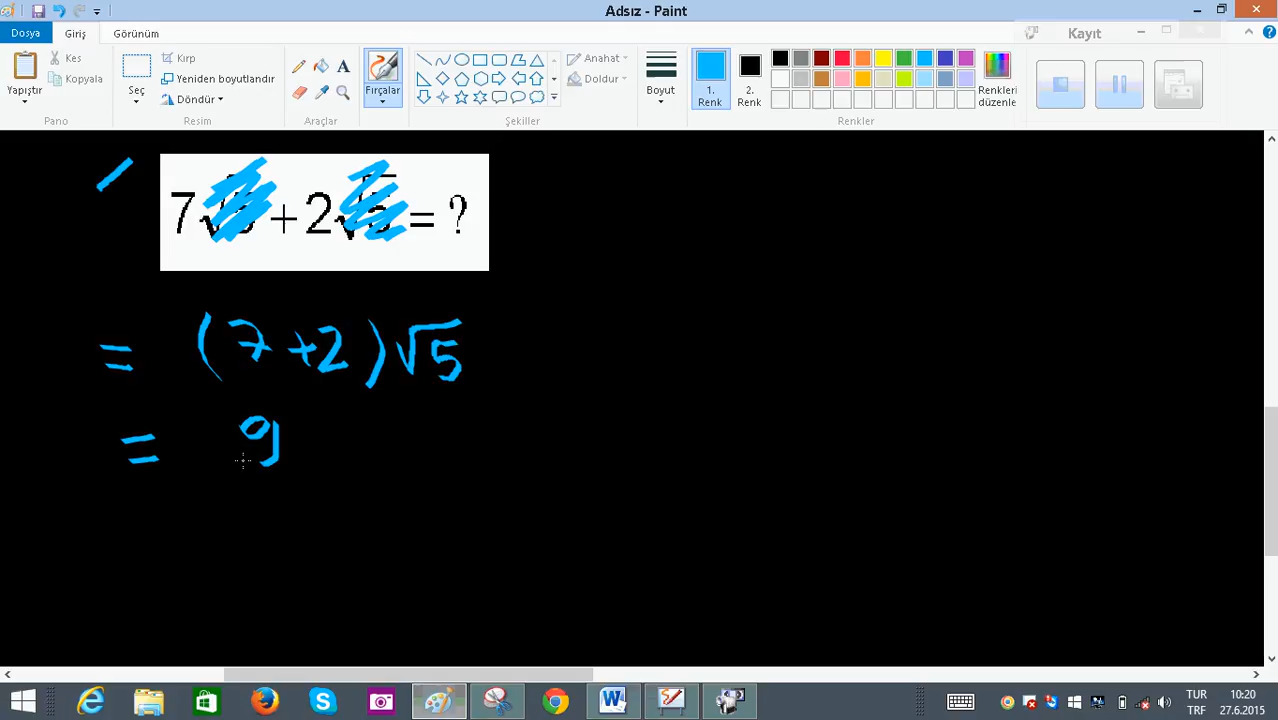 Adsız - Paint
Dosya Giriş Görünüm
Kayıt
Yapıştır Kes Kopyala
Pano
Seç Kırp Yeniden boyutlandır Döndür
Resim
Fırçalar
Araçlar
Anahat Doldur
Şekiller
Boyut
1. Renk
2. Renk
Renkleri düzenle
Renkler
7√5+2√5=?
= (7+2)√5
= 9
TUR
TRF
10:20
27.6.2015